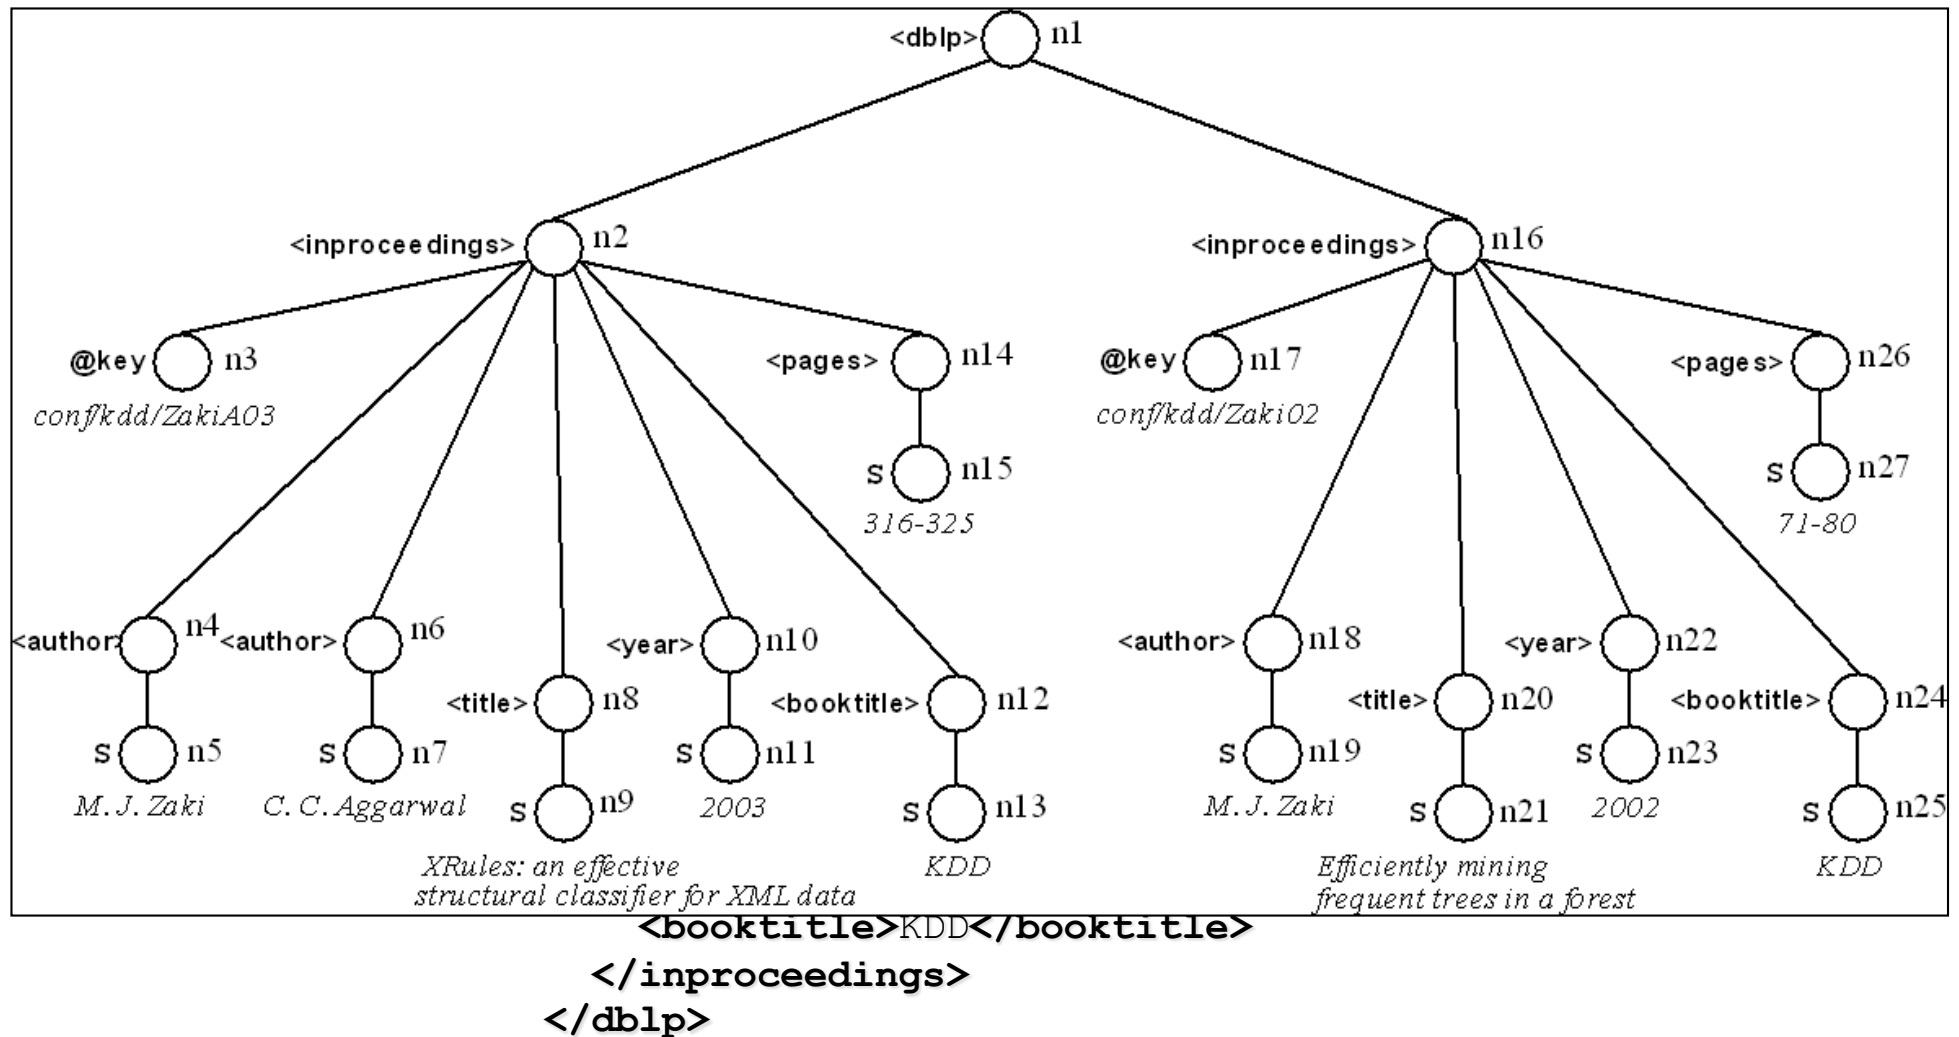 <dblp> n1
<inproceedings> n2
<inproceedings> n16
@key n3
conf/kdd/ZakiA03
<pages> n14
S n15
316-325
@key n17
conf/kdd/Zaki02
<pages> n26
S n27
71-80
<author> n4
<author> n6
<title> n8
<year> n10
<booktitle> n12
S n5
M. J. Zaki
S n7
C. C. Aggarwal
S n9
XRules: an effective
structural classifier for XML data
S n11
2003
S n13
KDD
<author> n18
<title> n20
<year> n22
<booktitle> n24
S n19
M. J. Zaki
S n21
Efficiently mining
frequent trees in a forest
S n23
2002
S n25
KDD
<booktitle>KDD</booktitle>
</inproceedings>
</dblp>